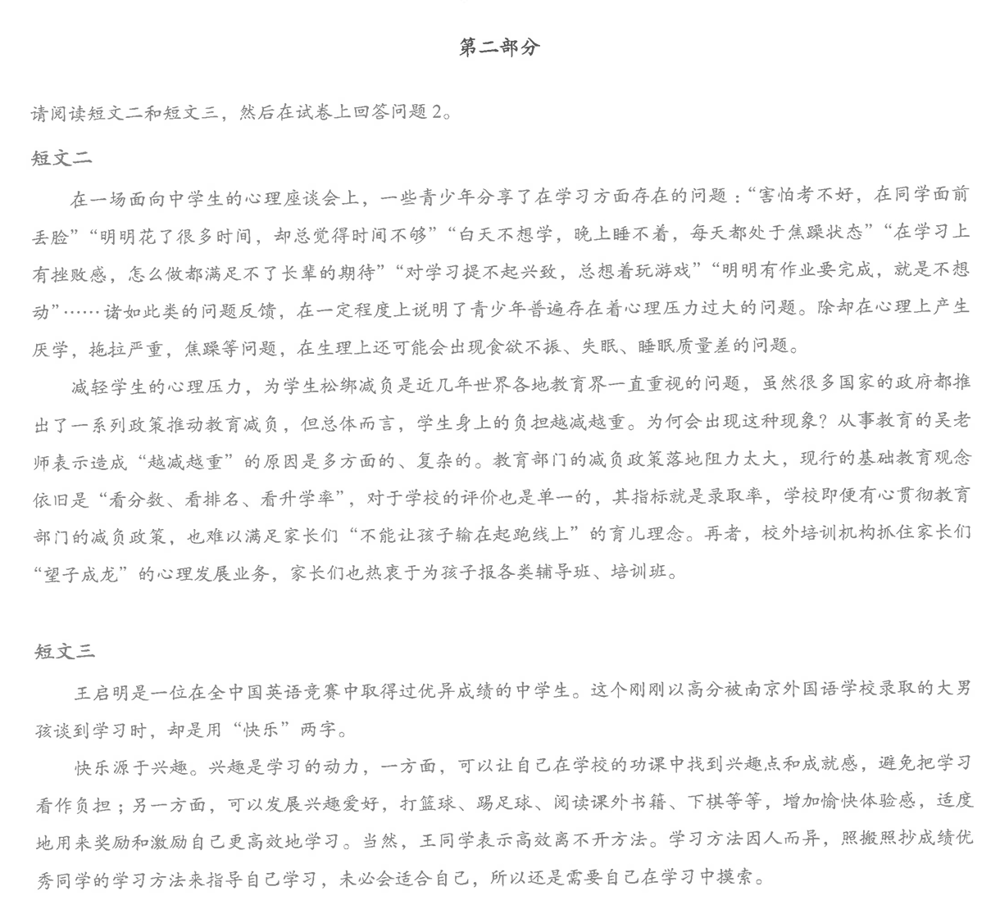 第二部分
请阅读短文二和短文三，然后在试卷上回答问题 2。
短文二
在一场面向中学生的心理座谈会上，一些青少年分享了在学习方面存在的问题：“害怕考不好，在同学面前
丢脸”“明明花了很多时间，却总觉得时间不够”“白天不想学，晚上睡不着，每天都处于焦躁状态”“在学习上
有挫败感，怎么做都满足不了长辈的期待”“对学习提不起兴致，总想着玩游戏”“明明有作业要完成，就是不想
动”……诸如此类的问题反馈，在一定程度上说明了青少年普遍存在着心理压力过大的问题。除却在心理上产生
厌学，拖拉严重，焦躁等问题，在生理上还可能会出现食欲不振、失眠、睡眠质量差的问题。
减轻学生的心理压力，为学生松绑减负是近几年世界各地教育界一直重视的问题，虽然很多国家的政府都推
出了一系列政策推动教育减负，但总体而言，学生身上的负担越减越重。为何会出现这种现象？从事教育的吴老
师表示造成“越减越重”的原因是多方面的、复杂的。教育部门的减负政策落地阻力太大，现行的基础教育观念
依旧是“看分数、看排名、看升学率”，对于学校的评价也是单一的，其指标就是录取率，学校即便有心贯彻教育
部门的减负政策，也难以满足家长们“不能让孩子输在起跑线上”的育儿理念。再者，校外培训机构抓住家长们
“望子成龙”的心理发展业务，家长们也热衷于为孩子报各类辅导班、培训班。
短文三
王启明是一位在全中国英语竞赛中取得过优异成绩的中学生。这个刚刚以高分被南京外国语学校录取的大男
孩谈到学习时，却是用“快乐”两字。
快乐源于兴趣。兴趣是学习的动力，一方面，可以让自己在学校的功课中找到兴趣点和成就感，避免把学习
看作负担；另一方面，可以发展兴趣爱好，打篮球、踢足球、阅读课外书籍、下棋等等，增加愉快体验感，适度
地用来奖励和激励自己更高效地学习。当然，王同学表示高效离不开方法。学习方法因人而异，照搬照抄成绩优
秀同学的学习方法来指导自己学习，未必会适合自己，所以还是需要自己在学习中摸索。